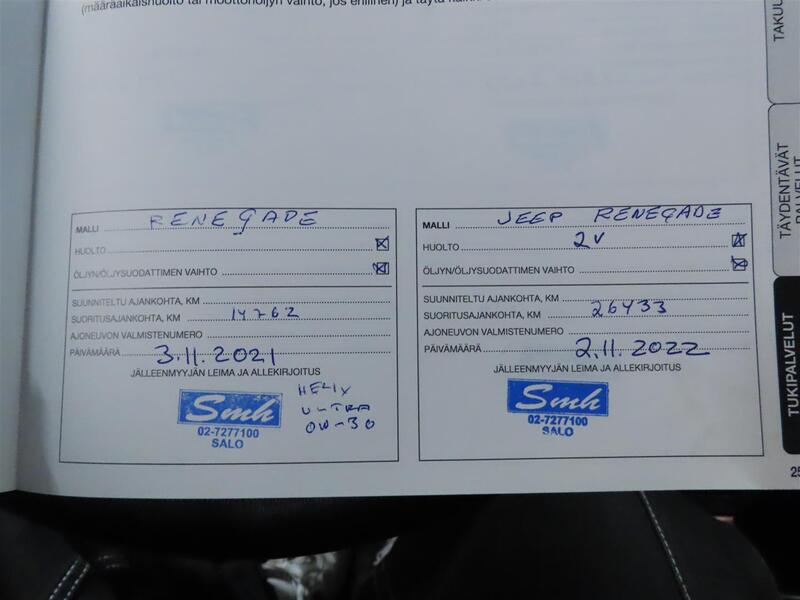 (määräaikaishuolto tai moottoriöljyn vaihto, jos erillinen) ja täytä
MALLI RENEGADE
HUOLTO
ÖLJYN/ÖLJYSUODATTIMEN VAIHTO
SUUNNITELTU AJANKOHTA, KM
SUORITUSAJANKOHTA, KM 14762
AJONEUVON VALMISTENUMERO
PÄIVÄMÄÄRÄ 3.11.2021
JÄLLEENMYYJÄN LEIMA JA ALLEKIRJOITUS
Smh
02-7277100
SALO
HELIX
ULTRA
0W-30
MALLI JEEP RENEGADE
HUOLTO 2V
ÖLJYN/ÖLJYSUODATTIMEN VAIHTO
SUUNNITELTU AJANKOHTA, KM
SUORITUSAJANKOHTA, KM 26433
AJONEUVON VALMISTENUMERO
PÄIVÄMÄÄRÄ 2.11.2022
JÄLLEENMYYJÄN LEIMA JA ALLEKIRJOITUS
Smh
02-7277100
SALO
TAKUU
TÄYDENTÄVÄT
PALVELUT
TUKIPALVELUT